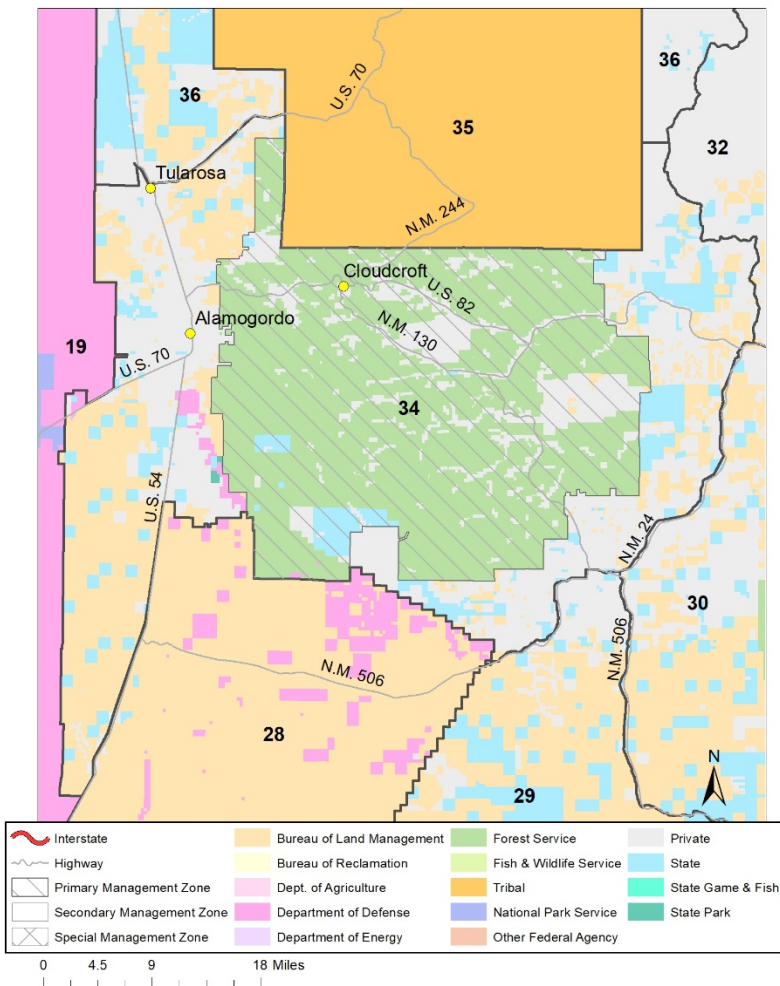 36
36
U.S. 70
35
32
Tularosa
N.M. 244
Cloudcroft
U.S. 82
Alamogordo
N.M. 130
19
U.S. 70
34
U.S. 54
N.M. 24
30
N.M. 506
N.M. 506
28
N
29
Interstate
Highway
Primary Management Zone
Secondary Management Zone
Special Management Zone
Bureau of Land Management
Bureau of Reclamation
Dept. of Agriculture
Department of Defense
Department of Energy
Forest Service
Fish & Wildlife Service
Tribal
National Park Service
Other Federal Agency
Private
State
State Game & Fish
State Park
0 4.5 9 18 Miles